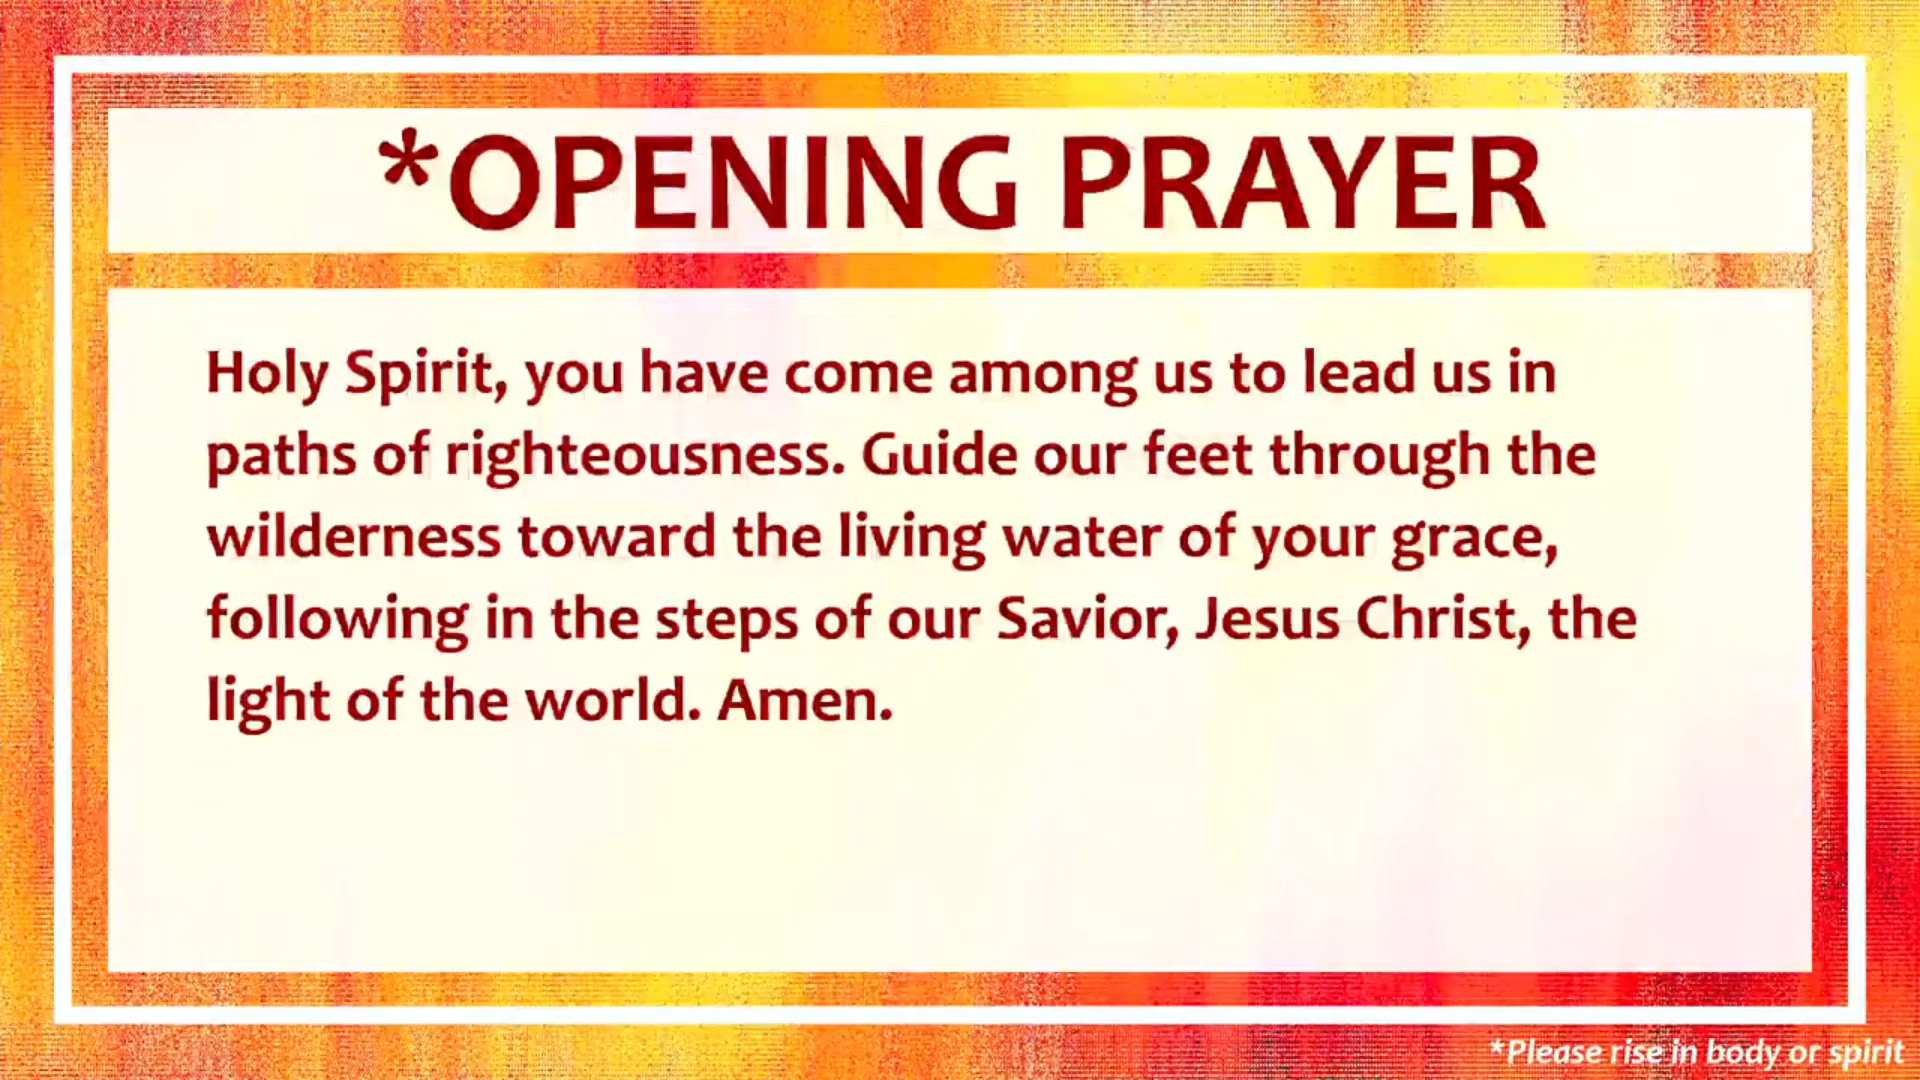 *OPENING PRAYER
Holy Spirit, you have come among us to lead us in
paths of righteousness. Guide our feet through the
wilderness toward the living water of your grace,
following in the steps of our Savior, Jesus Christ, the
light of the world. Amen.
*Please rise in body or spirit